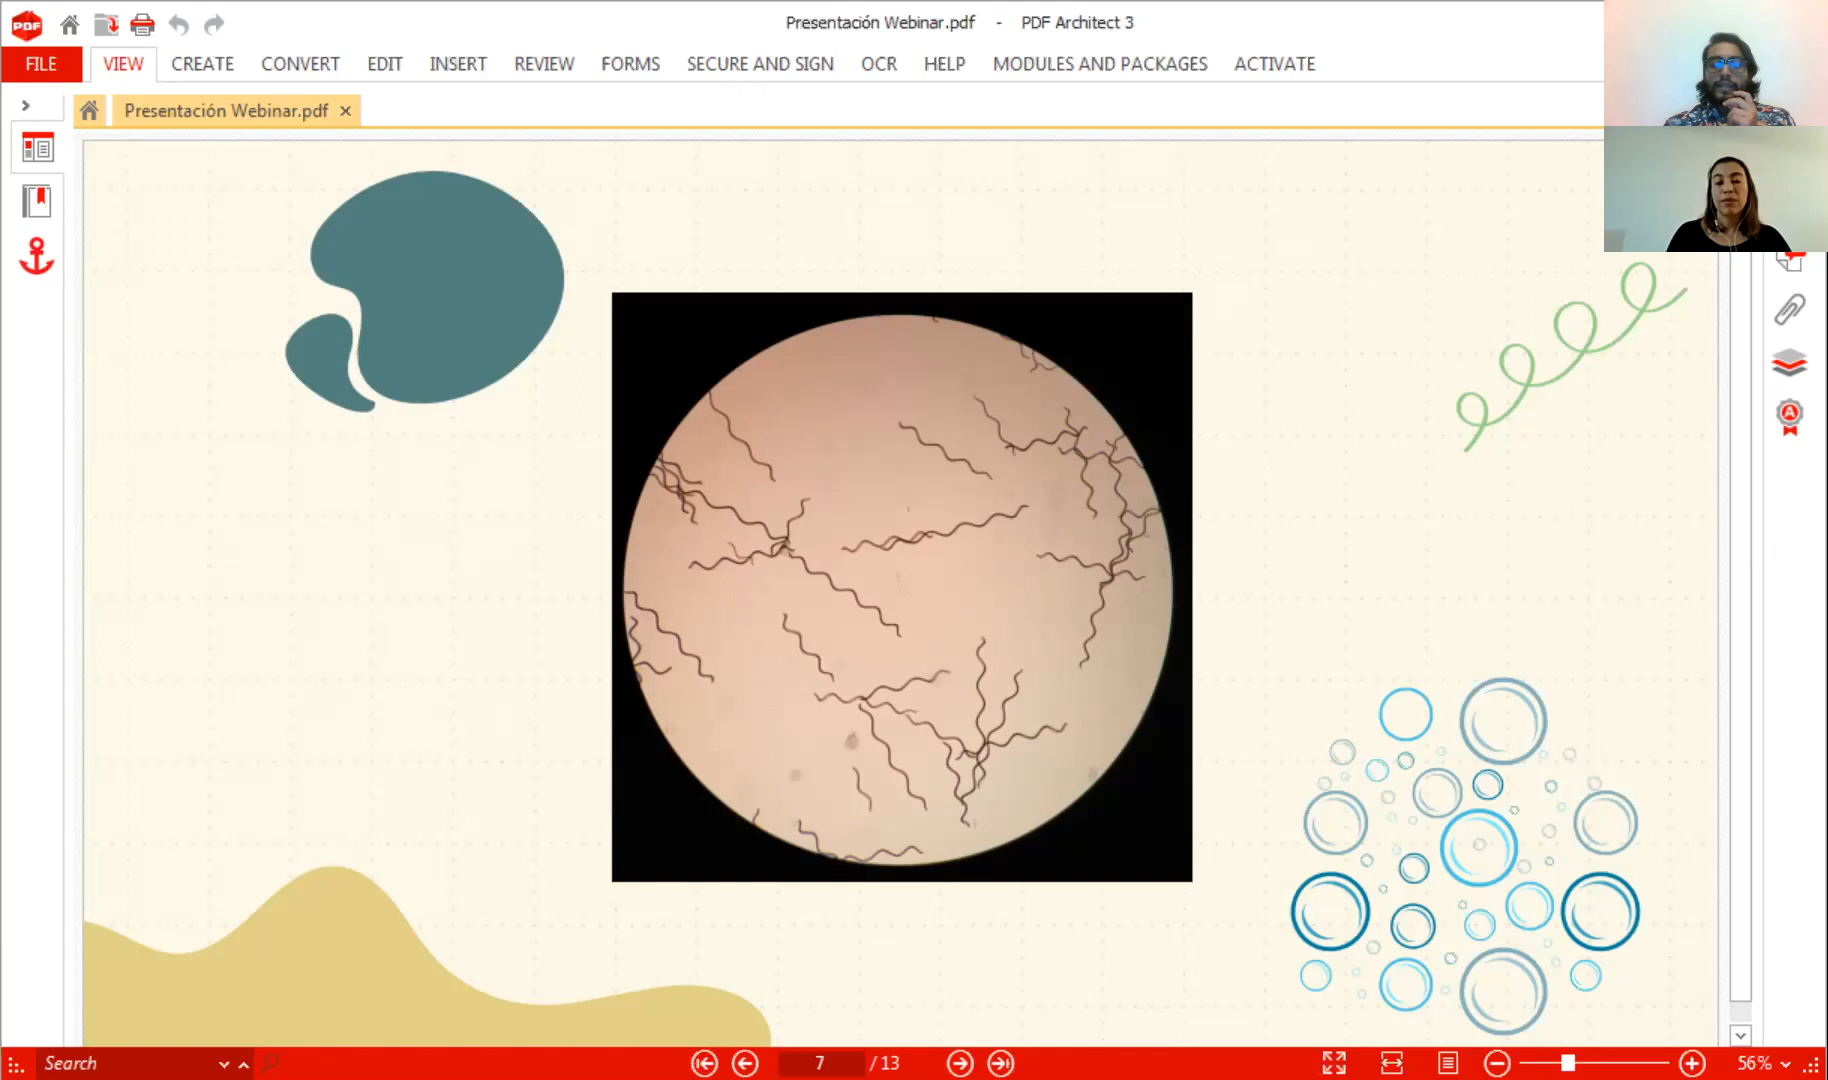 PDF
Presentación Webinar.pdf - PDF Architect 3
FILE VIEW CREATE CONVERT EDIT INSERT REVIEW FORMS SECURE AND SIGN OCR HELP MODULES AND PACKAGES ACTIVATE
Presentación Webinar.pdf ×
A
Search 7 / 13 56%